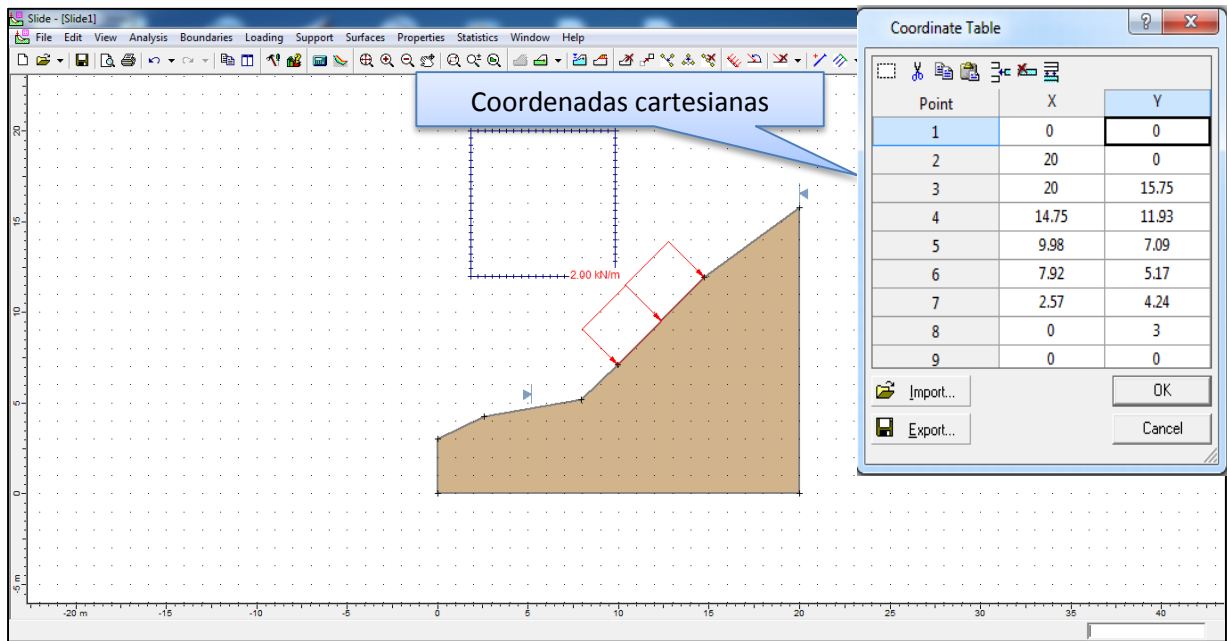 Slide - [Slide1]
File Edit View Analysis Boundaries Loading Support Surfaces Properties Statistics Window Help
Coordenadas cartesianas
2.00 kN/m
20
15
10
5
0
-5 m
-20 m -15 -10 -5 0 5 10 15 20 25 30 35 40
Coordinate Table
Point X Y
1 0 0
2 20 0
3 20 15.75
4 14.75 11.93
5 9.98 7.09
6 7.92 5.17
7 2.57 4.24
8 0 3
9 0 0
Import... OK
Export... Cancel